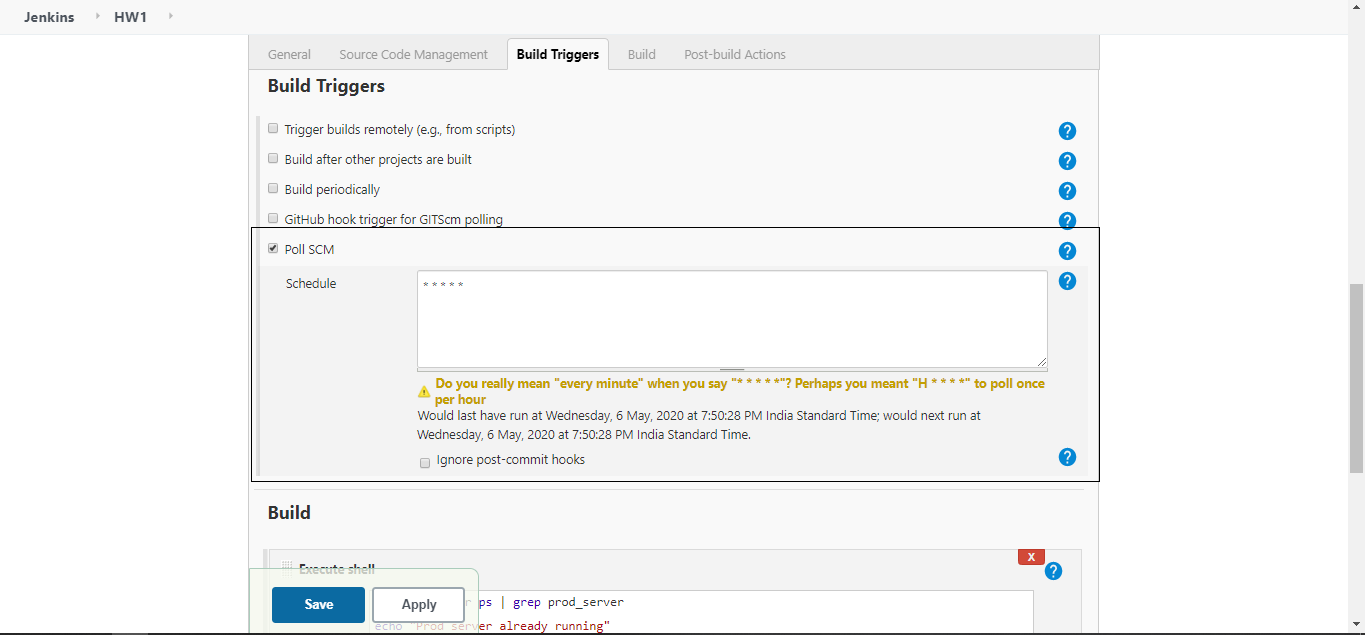 Jenkins HW1
General Source Code Management Build Triggers Build Post-build Actions
Build Triggers
Trigger builds remotely (e.g., from scripts)
Build after other projects are built
Build periodically
GitHub hook trigger for GITScm polling
Poll SCM
Schedule
* * * * *
Do you really mean "every minute" when you say "* * * * *"? Perhaps you meant "H * * * *" to poll once
per hour
Would last have run at Wednesday, 6 May, 2020 at 7:50:28 PM India Standard Time; would next run at
Wednesday, 6 May, 2020 at 7:50:28 PM India Standard Time.
Ignore post-commit hooks
Build
X
Execute shell
Save Apply
ps | grep prod_server
echo "Prod server already running"